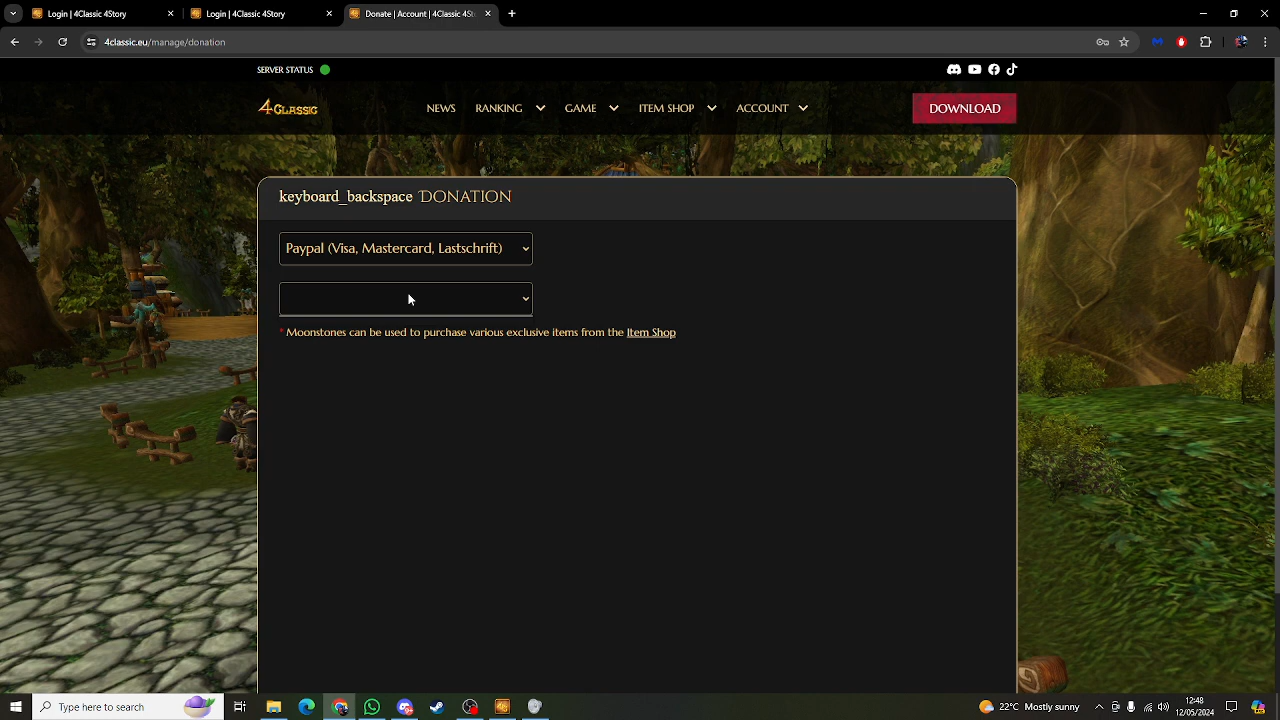 Login | 4Classic 4Story
Login | 4Classic 4Story
Donate | Account | 4Classic 4St
4classic.eu/manage/donation
SERVER STATUS
4CLASSIC
NEWS
RANKING
GAME
ITEM SHOP
ACCOUNT
DOWNLOAD
keyboard_backspace DONATION
Paypal (Visa, Mastercard, Lastschrift)
* Moonstones can be used to purchase various exclusive items from the Item Shop
Type here to search
22°C Mostly sunny
12:48
12/05/2024